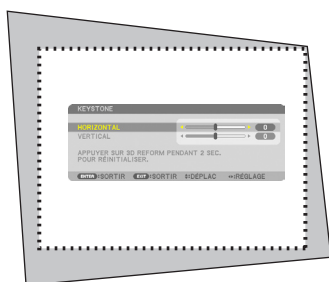 KEYSTONE
HORIZONTAL 0
VERTICAL 0
APPUYER SUR 3D REFORM PENDANT 2 SEC.
POUR RÉINITIALISER.
ENTER:SORTIR EXIT:SORTIR ↕:DÉPLAC ↔:RÉGLAGE